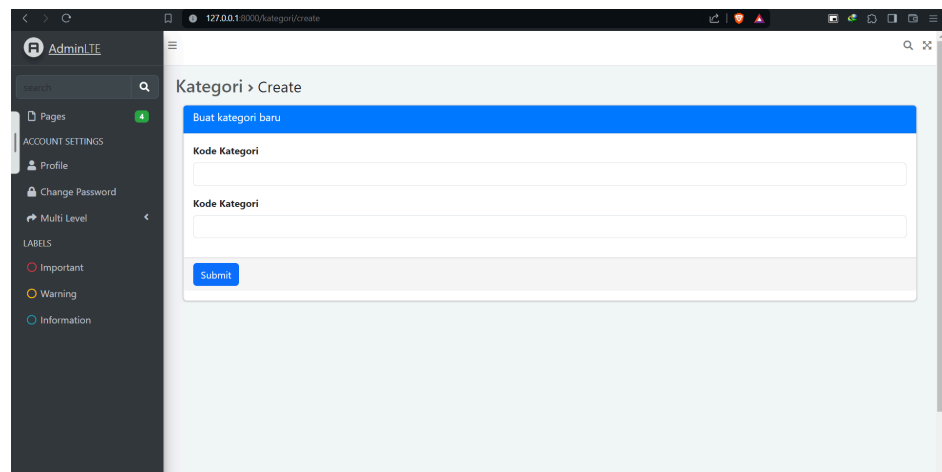 127.0.0.1:8000/kategori/create
AdminLTE
search
Pages
4
ACCOUNT SETTINGS
Profile
Change Password
Multi Level
LABELS
Important
Warning
Information
Kategori > Create
Buat kategori baru
Kode Kategori
Kode Kategori
Submit